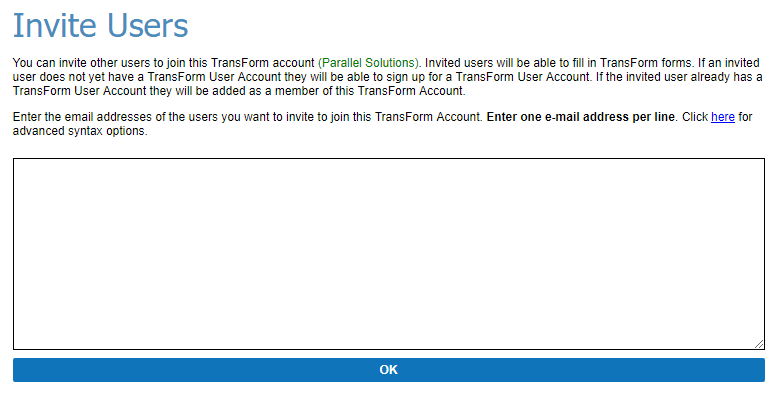 Invite Users
You can invite other users to join this TransForm account (Parallel Solutions). Invited users will be able to fill in TransForm forms. If an invited
user does not yet have a TransForm User Account they will be able to sign up for a TransForm User Account. If the invited user already has a
TransForm User Account they will be added as a member of this TransForm Account.
Enter the email addresses of the users you want to invite to join this TransForm Account. Enter one e-mail address per line. Click here for
advanced syntax options.
OK